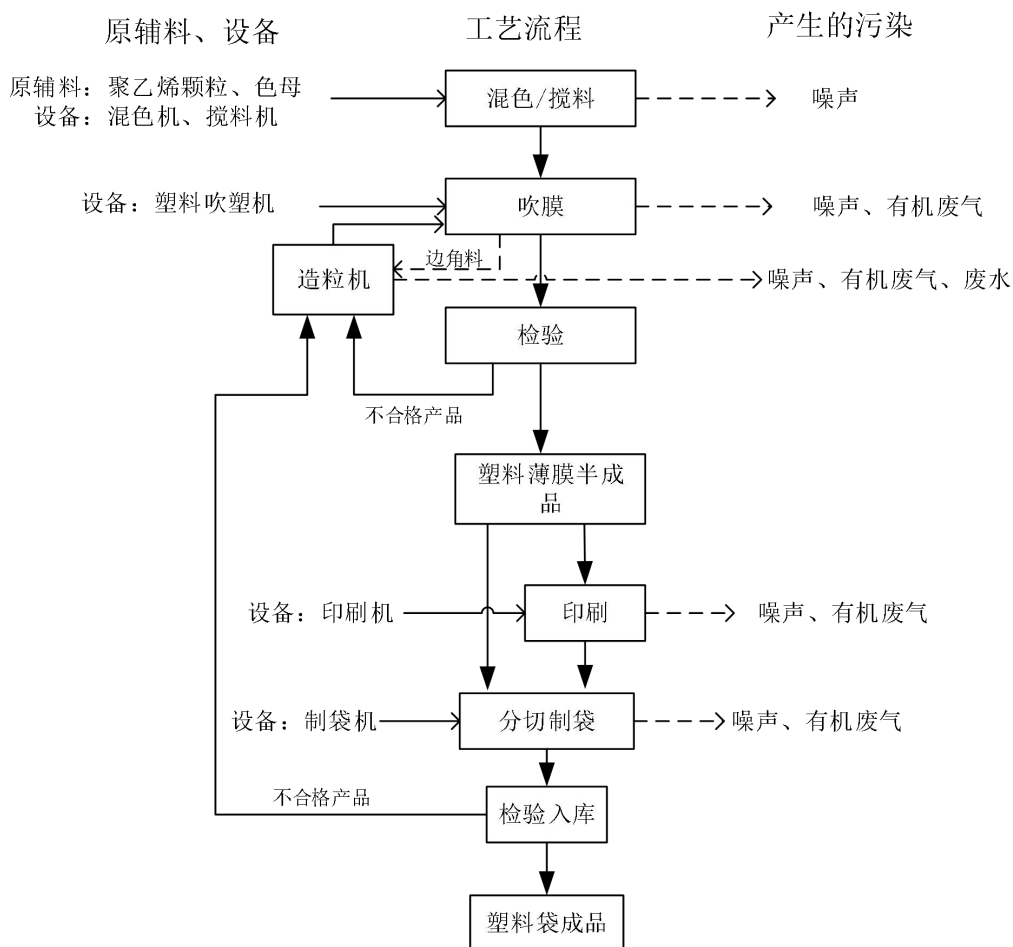 原辅料、设备
工艺流程
产生的污染
原辅料：聚乙烯颗粒、色母
设备：混色机、搅料机
混色/搅料
噪声
设备：塑料吹塑机
吹膜
噪声、有机废气
边角料
造粒机
噪声、有机废气、废水
检验
不合格产品
塑料薄膜半成
品
设备：印刷机
印刷
噪声、有机废气
设备：制袋机
分切制袋
噪声、有机废气
不合格产品
检验入库
塑料袋成品